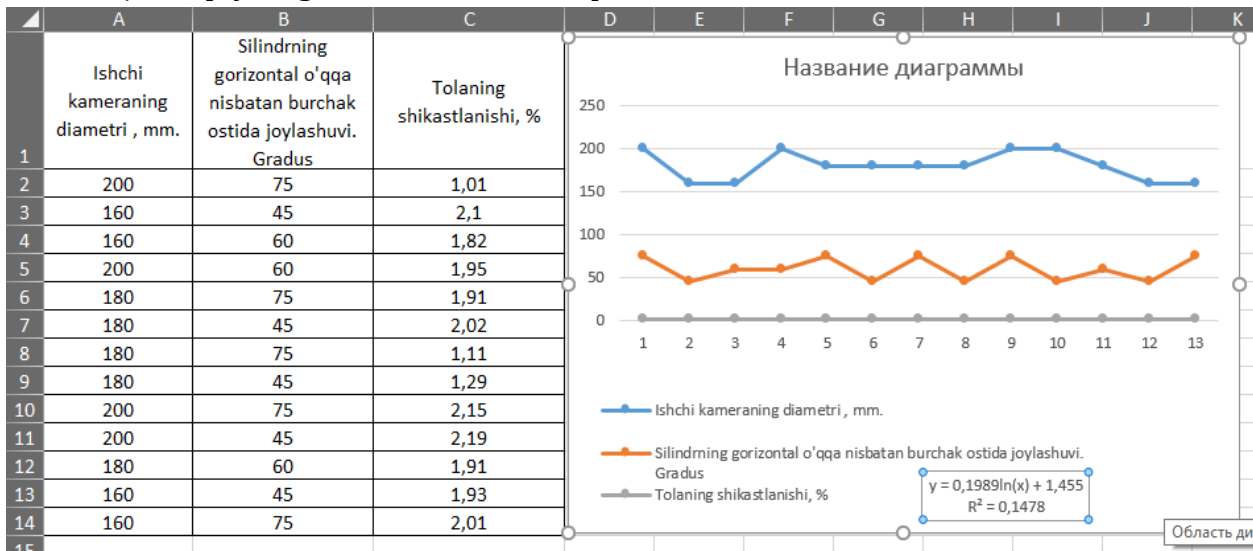 A B C D E F G H I J K
1 Ishchi kameraning diametri , mm. Silindrning gorizontal o'qqa nisbatan burchak ostida joylashuvi. Gradus Tolaning shikastlanishi, %
2 200 75 1,01
3 160 45 2,1
4 160 60 1,82
5 200 60 1,95
6 180 75 1,91
7 180 45 2,02
8 180 75 1,11
9 180 45 1,29
10 200 75 2,15
11 200 45 2,19
12 180 60 1,91
13 160 45 1,93
14 160 75 2,01
15
Название диаграммы
250
200
150
100
50
0
1 2 3 4 5 6 7 8 9 10 11 12 13
Ishchi kameraning diametri , mm.
Silindrning gorizontal o'qqa nisbatan burchak ostida joylashuvi.
Gradus
Tolaning shikastlanishi, %
y = 0,1989ln(x) + 1,455
R² = 0,1478
Область ди